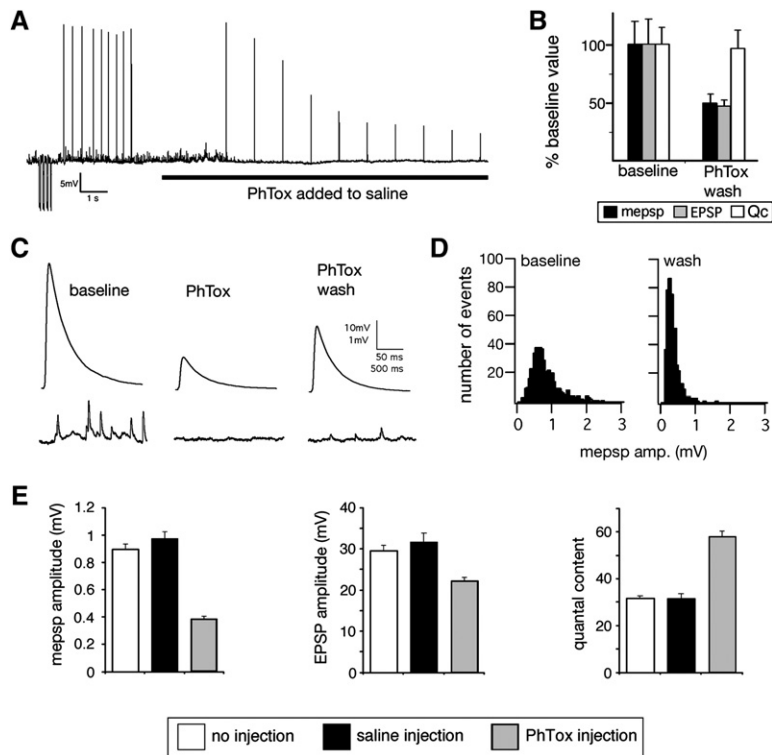 A
5mV
1 s
PhTox added to saline
B
% baseline value
100
50
baseline
PhTox
wash
mepsp
EPSP
Qc
C
baseline
PhTox
PhTox
wash
10mV
1mV
50 ms
500 ms
D
number of events
100
80
60
40
20
baseline
wash
0 1 2 3
0 1 2 3
mepsp amp. (mV)
E
mepsp amplitude (mV)
1.2
1
0.8
0.6
0.4
0.2
0
EPSP amplitude (mV)
40
30
20
10
0
quantal content
60
40
20
0
no injection
saline injection
PhTox injection